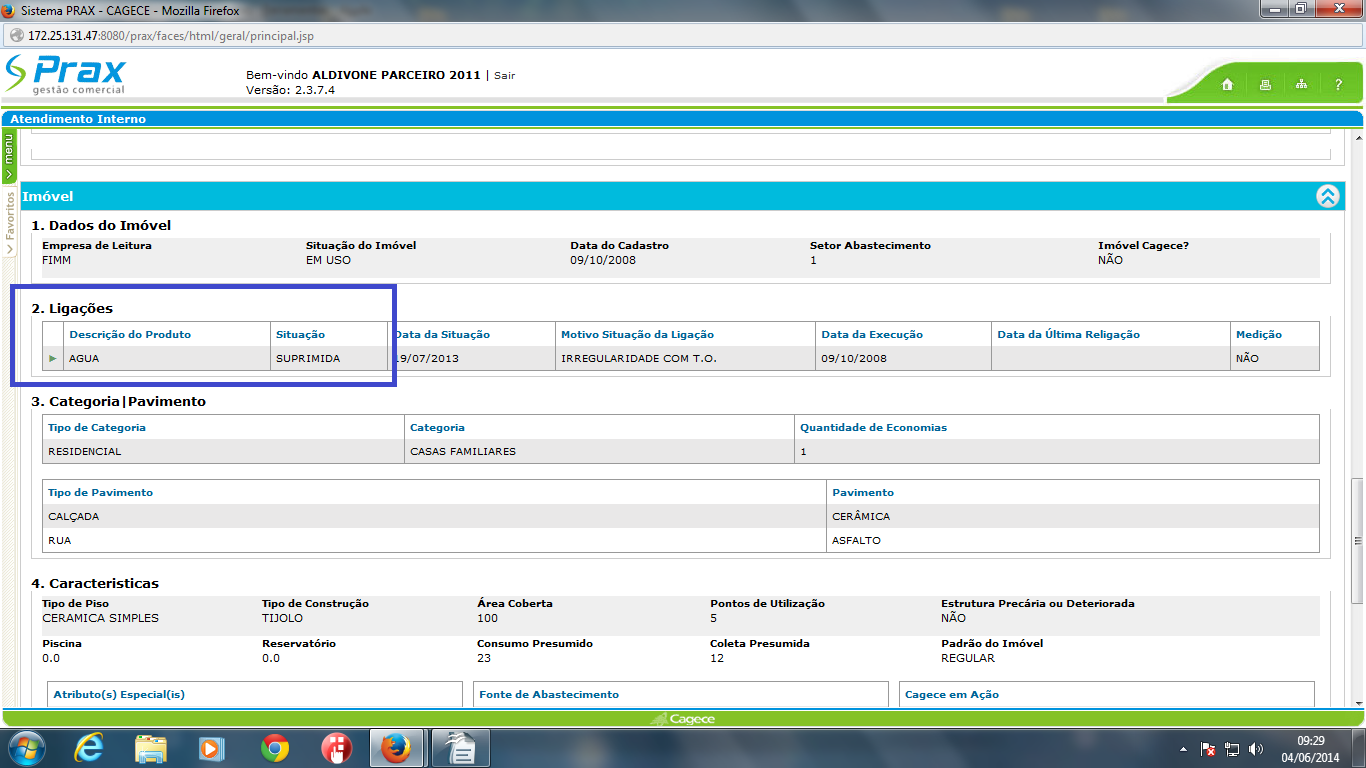 Sistema PRAX - CAGECE - Mozilla Firefox
172.25.131.47:8080/prax/faces/html/geral/principal.jsp
Prax
gestão comercial
Bem-vindo ALDIVONE PARCEIRO 2011 | Sair
Versão: 2.3.7.4
?
Atendimento Interno
menu
Favoritos
Imóvel
1. Dados do Imóvel
Empresa de Leitura Situação do Imóvel Data do Cadastro Setor Abastecimento Imóvel Cagece?
FIMM EM USO 09/10/2008 1 NÃO
2. Ligações
Descrição do Produto Situação Data da Situação Motivo Situação da Ligação Data da Execução Data da Última Religação Medição
AGUA SUPRIMIDA 19/07/2013 IRREGULARIDADE COM T.O. 09/10/2008 NÃO
3. Categoria|Pavimento
Tipo de Categoria Categoria Quantidade de Economias
RESIDENCIAL CASAS FAMILIARES 1
Tipo de Pavimento Pavimento
CALÇADA CERÂMICA
RUA ASFALTO
4. Caracteristicas
Tipo de Piso Tipo de Construção Área Coberta Pontos de Utilização Estrutura Precária ou Deteriorada
CERAMICA SIMPLES TIJOLO 100 5 NÃO
Piscina Reservatório Consumo Presumido Coleta Presumida Padrão do Imóvel
0.0 0.0 23 12 REGULAR
Atributo(s) Especial(is) Fonte de Abastecimento Cagece em Ação
Cagece
09:29
04/06/2014